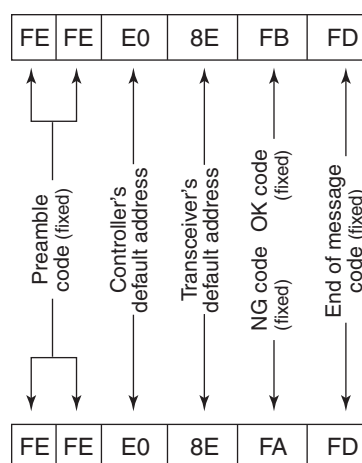 FE FE E0 8E FB FD
Preamble
code (fixed)
Controller's
default address
Transceiver's
default address
OK code
(fixed)
NG code
(fixed)
End of message
code (fixed)
FE FE E0 8E FA FD